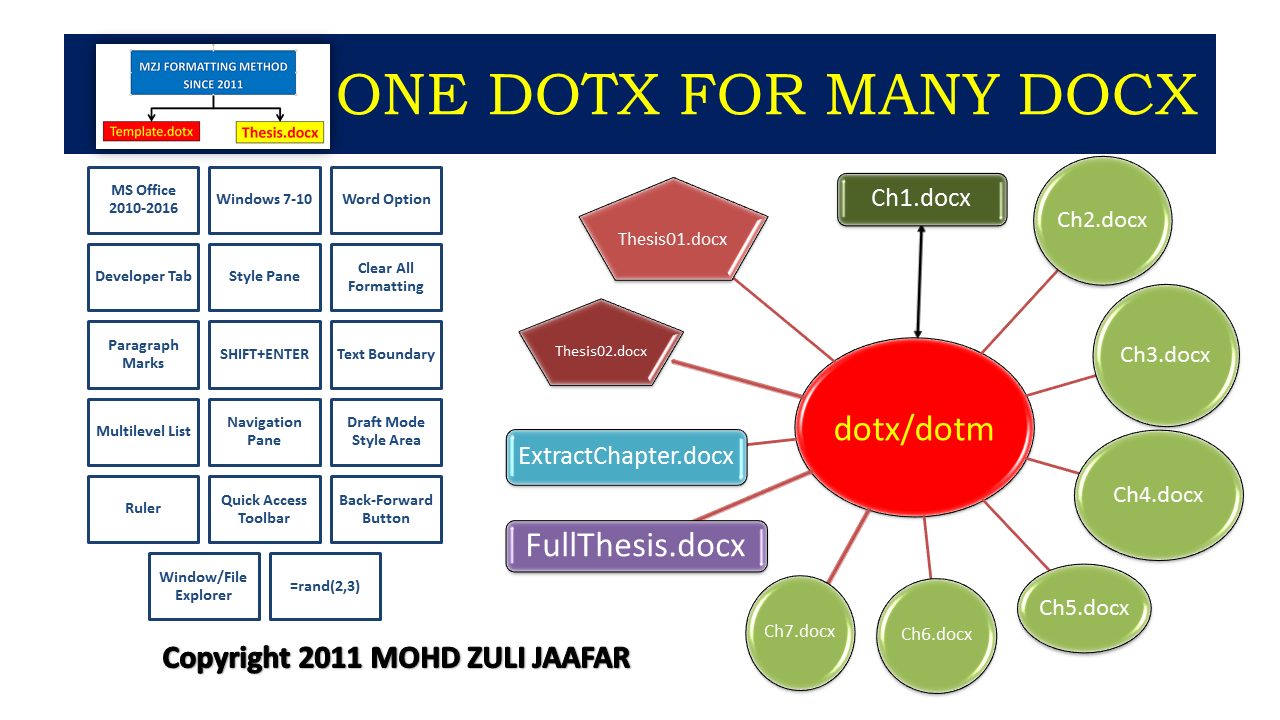 MZJ FORMATTING METHOD
SINCE 2011
Template.dotx
Thesis.docx
ONE DOTX FOR MANY DOCX
MS Office
2010-2016
Windows 7-10
Word Option
Developer Tab
Style Pane
Clear All
Formatting
Paragraph
Marks
SHIFT+ENTER
Text Boundary
Multilevel List
Navigation
Pane
Draft Mode
Style Area
Ruler
Quick Access
Toolbar
Back-Forward
Button
Window/File
Explorer
=rand(2,3)
Copyright 2011 MOHD ZULI JAAFAR
Thesis01.docx
Thesis02.docx
ExtractChapter.docx
FullThesis.docx
dotx/dotm
Ch1.docx
Ch2.docx
Ch3.docx
Ch4.docx
Ch5.docx
Ch6.docx
Ch7.docx